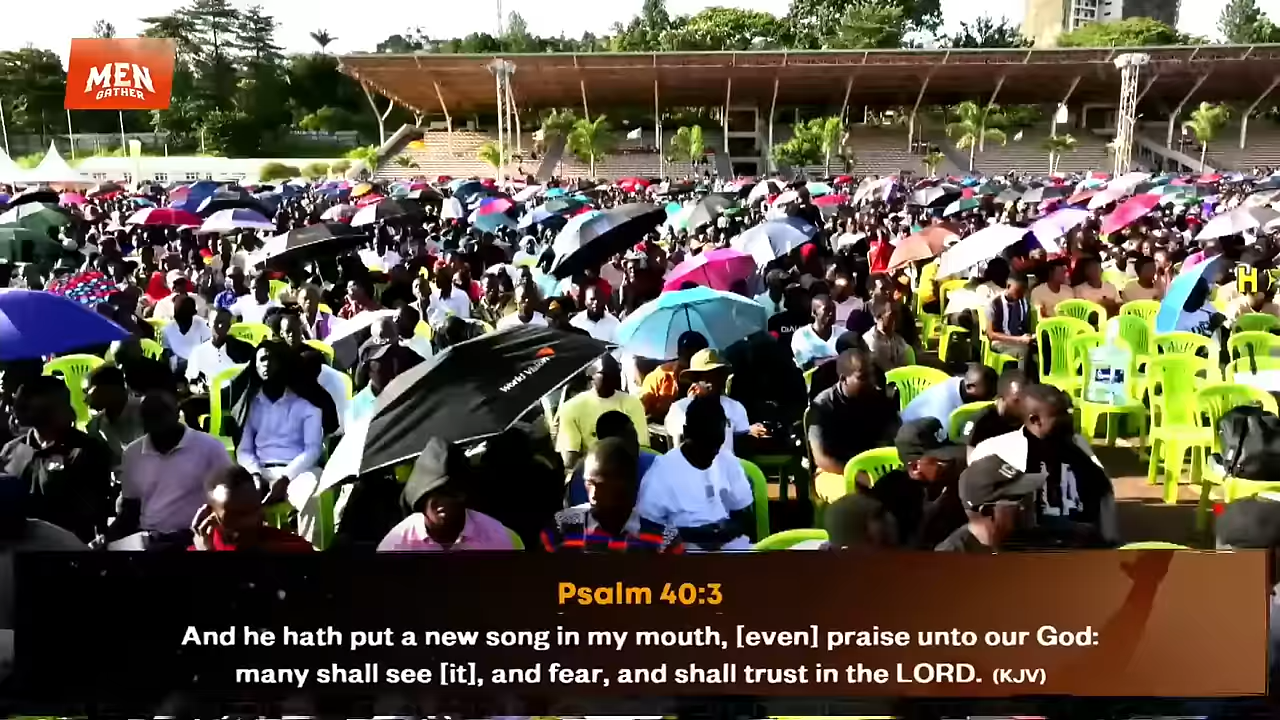 MEN
GATHER
World Vision
H
Psalm 40:3
And he hath put a new song in my mouth, [even] praise unto our God:
many shall see [it], and fear, and shall trust in the LORD. (KJV)